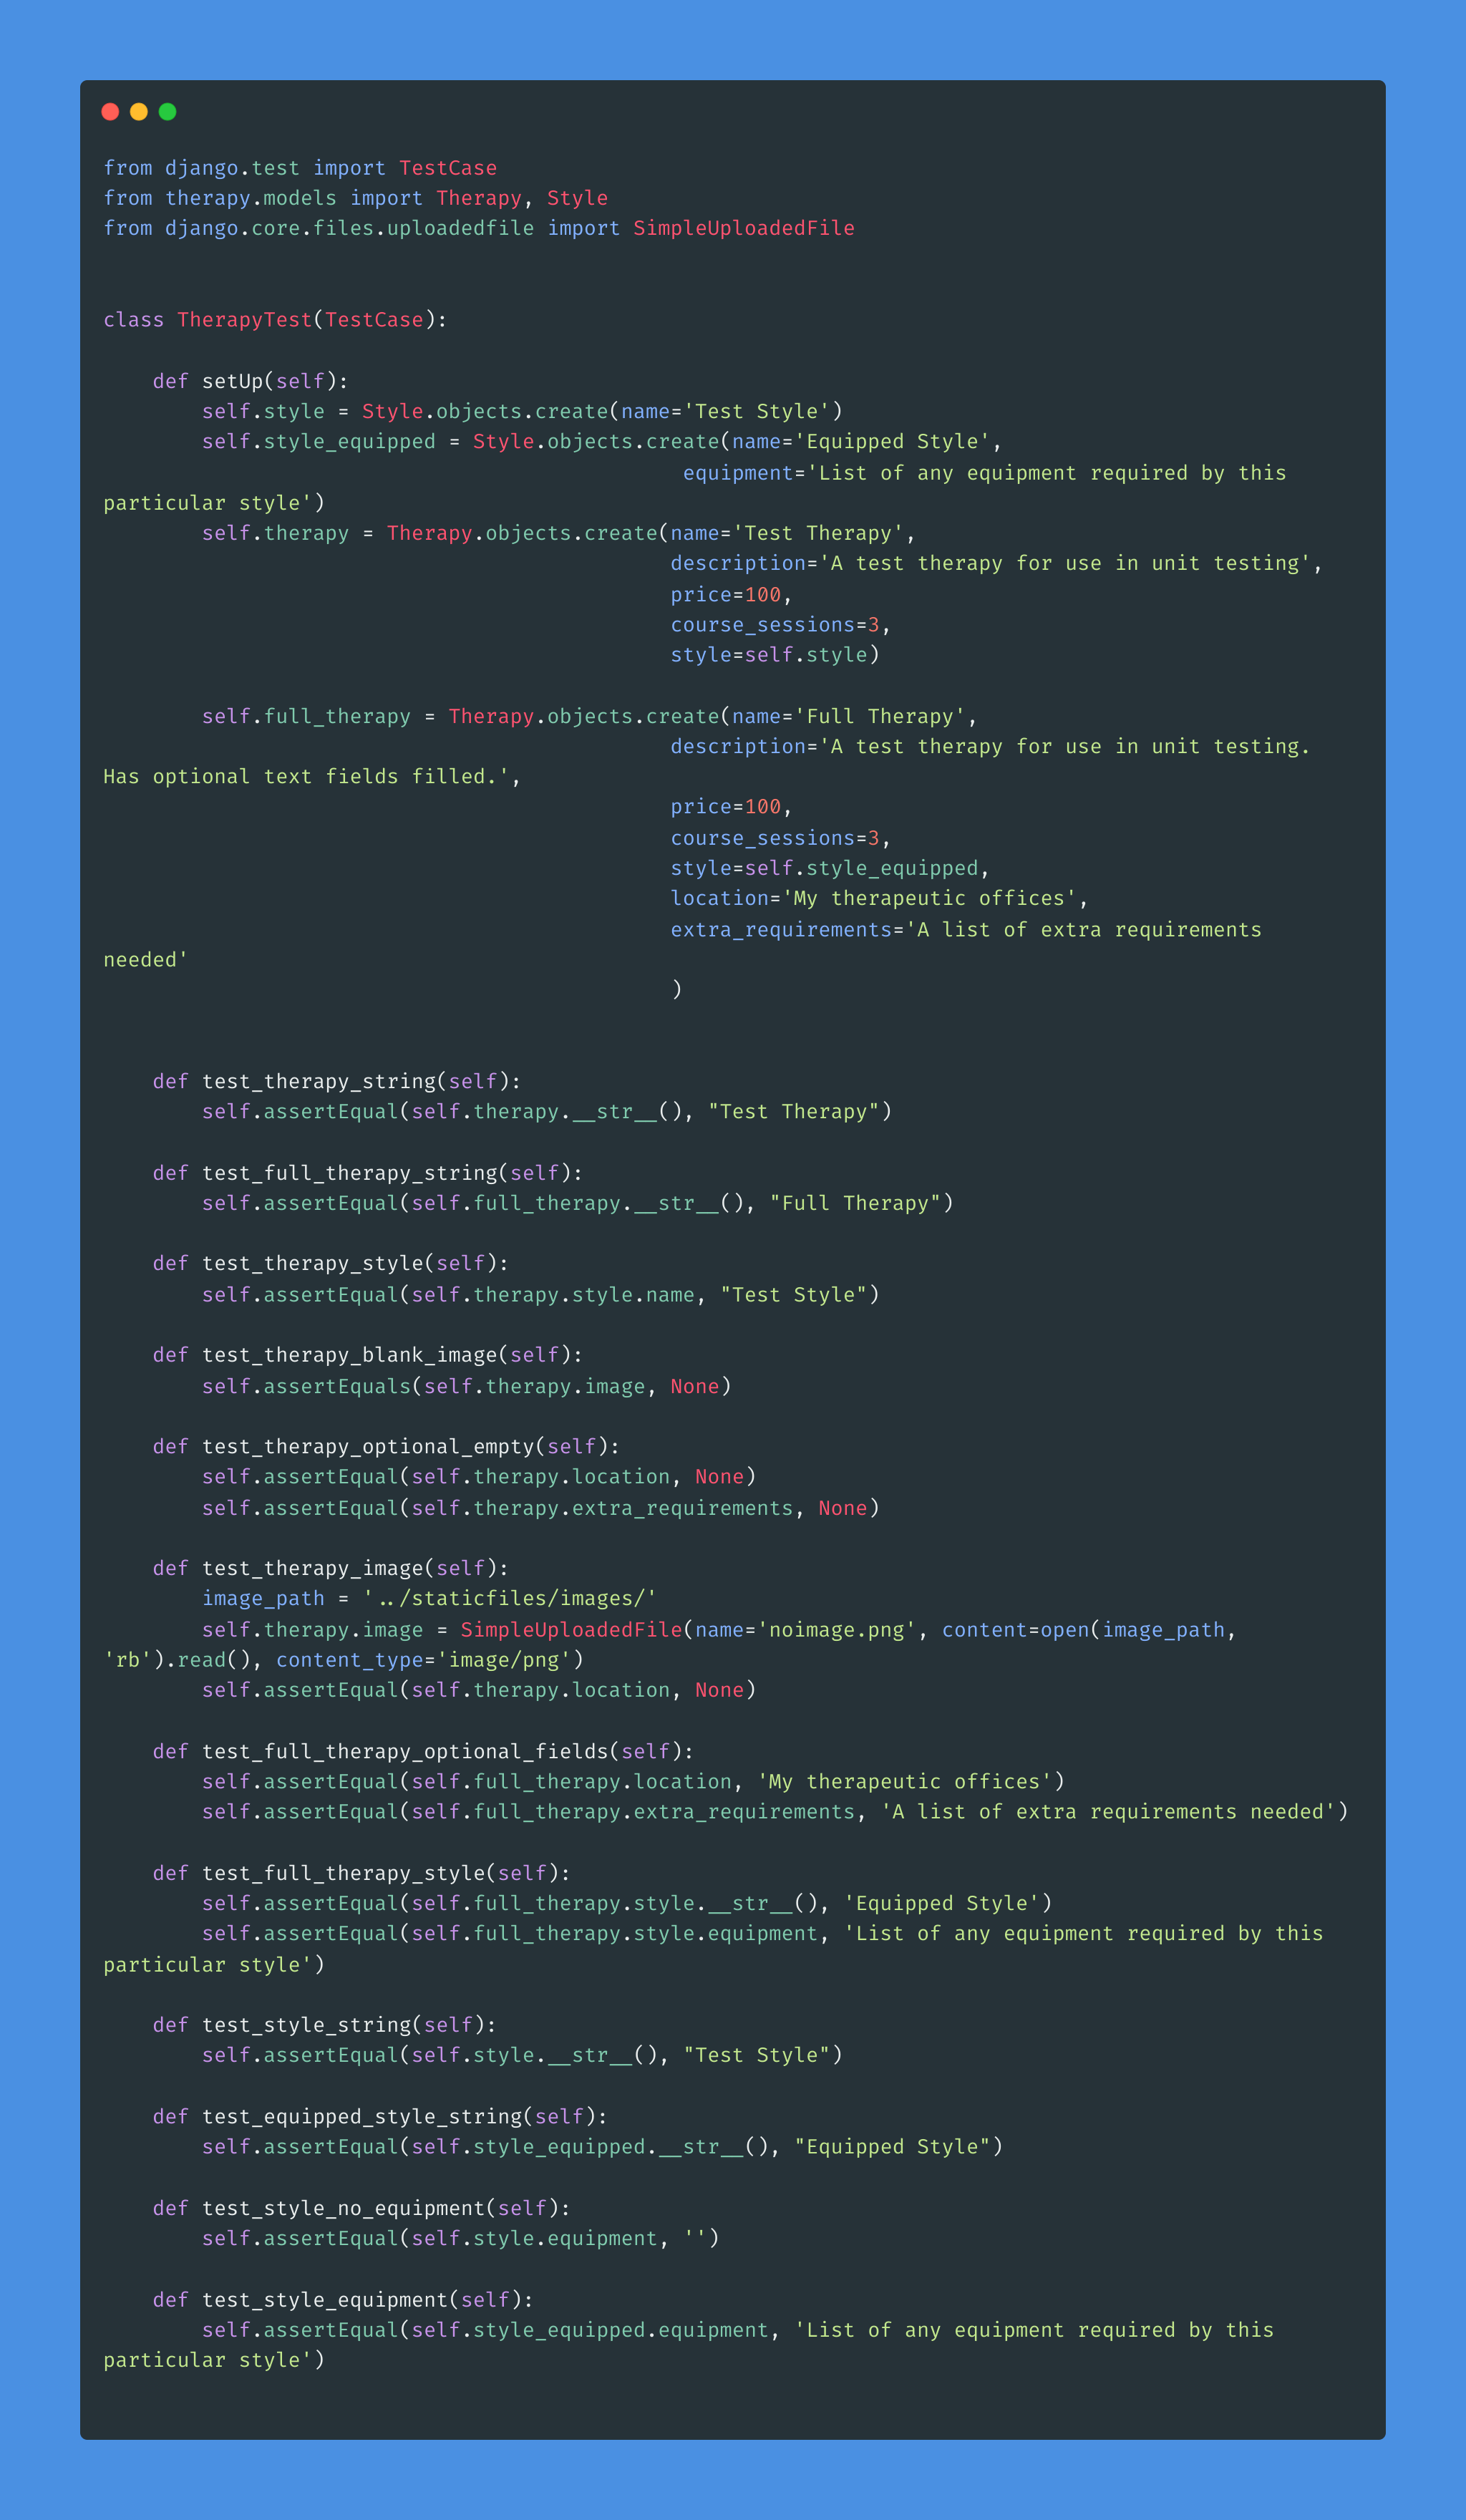 from django.test import TestCase
from therapy.models import Therapy, Style
from django.core.files.uploadedfile import SimpleUploadedFile


class TherapyTest(TestCase):

    def setUp(self):
        self.style = Style.objects.create(name='Test Style')
        self.style_equipped = Style.objects.create(name='Equipped Style',
                                               equipment='List of any equipment required by this
particular style')
        self.therapy = Therapy.objects.create(name='Test Therapy',
                                              description='A test therapy for use in unit testing',
                                              price=100,
                                              course_sessions=3,
                                              style=self.style)

        self.full_therapy = Therapy.objects.create(name='Full Therapy',
                                              description='A test therapy for use in unit testing.
Has optional text fields filled.',
                                              price=100,
                                              course_sessions=3,
                                              style=self.style_equipped,
                                              location='My therapeutic offices',
                                              extra_requirements='A list of extra requirements
needed'
                                              )


    def test_therapy_string(self):
        self.assertEqual(self.therapy.__str__(), "Test Therapy")

    def test_full_therapy_string(self):
        self.assertEqual(self.full_therapy.__str__(), "Full Therapy")

    def test_therapy_style(self):
        self.assertEqual(self.therapy.style.name, "Test Style")

    def test_therapy_blank_image(self):
        self.assertEquals(self.therapy.image, None)

    def test_therapy_optional_empty(self):
        self.assertEqual(self.therapy.location, None)
        self.assertEqual(self.therapy.extra_requirements, None)

    def test_therapy_image(self):
        image_path = '../staticfiles/images/'
        self.therapy.image = SimpleUploadedFile(name='noimage.png', content=open(image_path,
'rb').read(), content_type='image/png')
        self.assertEqual(self.therapy.location, None)

    def test_full_therapy_optional_fields(self):
        self.assertEqual(self.full_therapy.location, 'My therapeutic offices')
        self.assertEqual(self.full_therapy.extra_requirements, 'A list of extra requirements needed')

    def test_full_therapy_style(self):
        self.assertEqual(self.full_therapy.style.__str__(), 'Equipped Style')
        self.assertEqual(self.full_therapy.style.equipment, 'List of any equipment required by this
particular style')

    def test_style_string(self):
        self.assertEqual(self.style.__str__(), "Test Style")

    def test_equipped_style_string(self):
        self.assertEqual(self.style_equipped.__str__(), "Equipped Style")

    def test_style_no_equipment(self):
        self.assertEqual(self.style.equipment, '')

    def test_style_equipment(self):
        self.assertEqual(self.style_equipped.equipment, 'List of any equipment required by this
particular style')